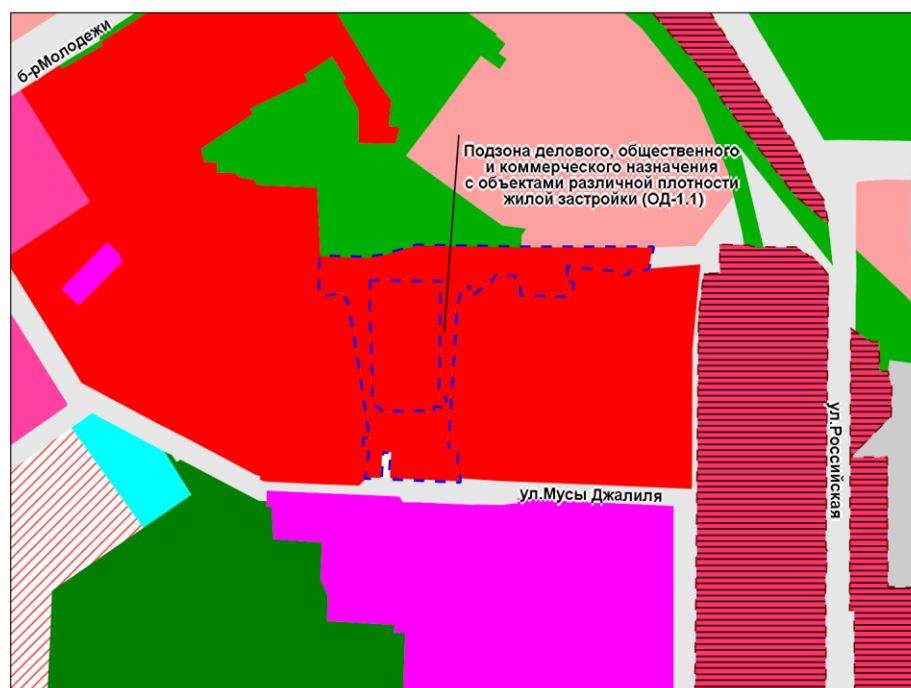 б-рМолодежи
Подзона делового, общественного
и коммерческого назначения
с объектами различной плотности
жилой застройки (ОД-1.1)
ул.Российская
ул.Мусы Джалиля